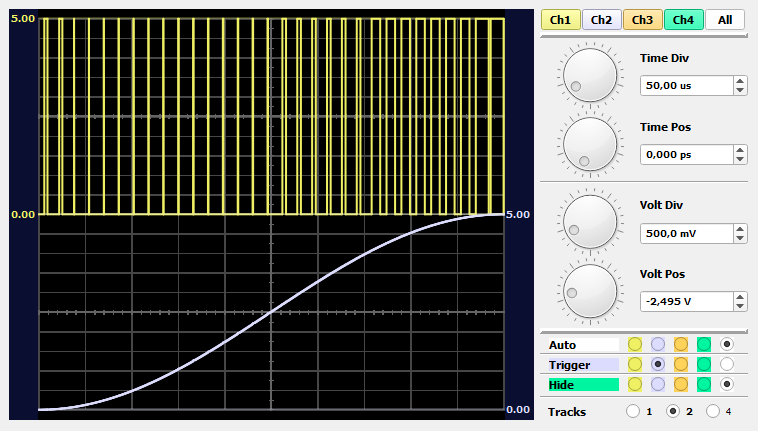 5.00
0.00
5.00
0.00
Ch1 Ch2 Ch3 Ch4 All
Time Div
50,00 us
Time Pos
0,000 ps
Volt Div
500,0 mV
Volt Pos
-2,495 V
Auto
Trigger
Hide
Tracks 1 2 4